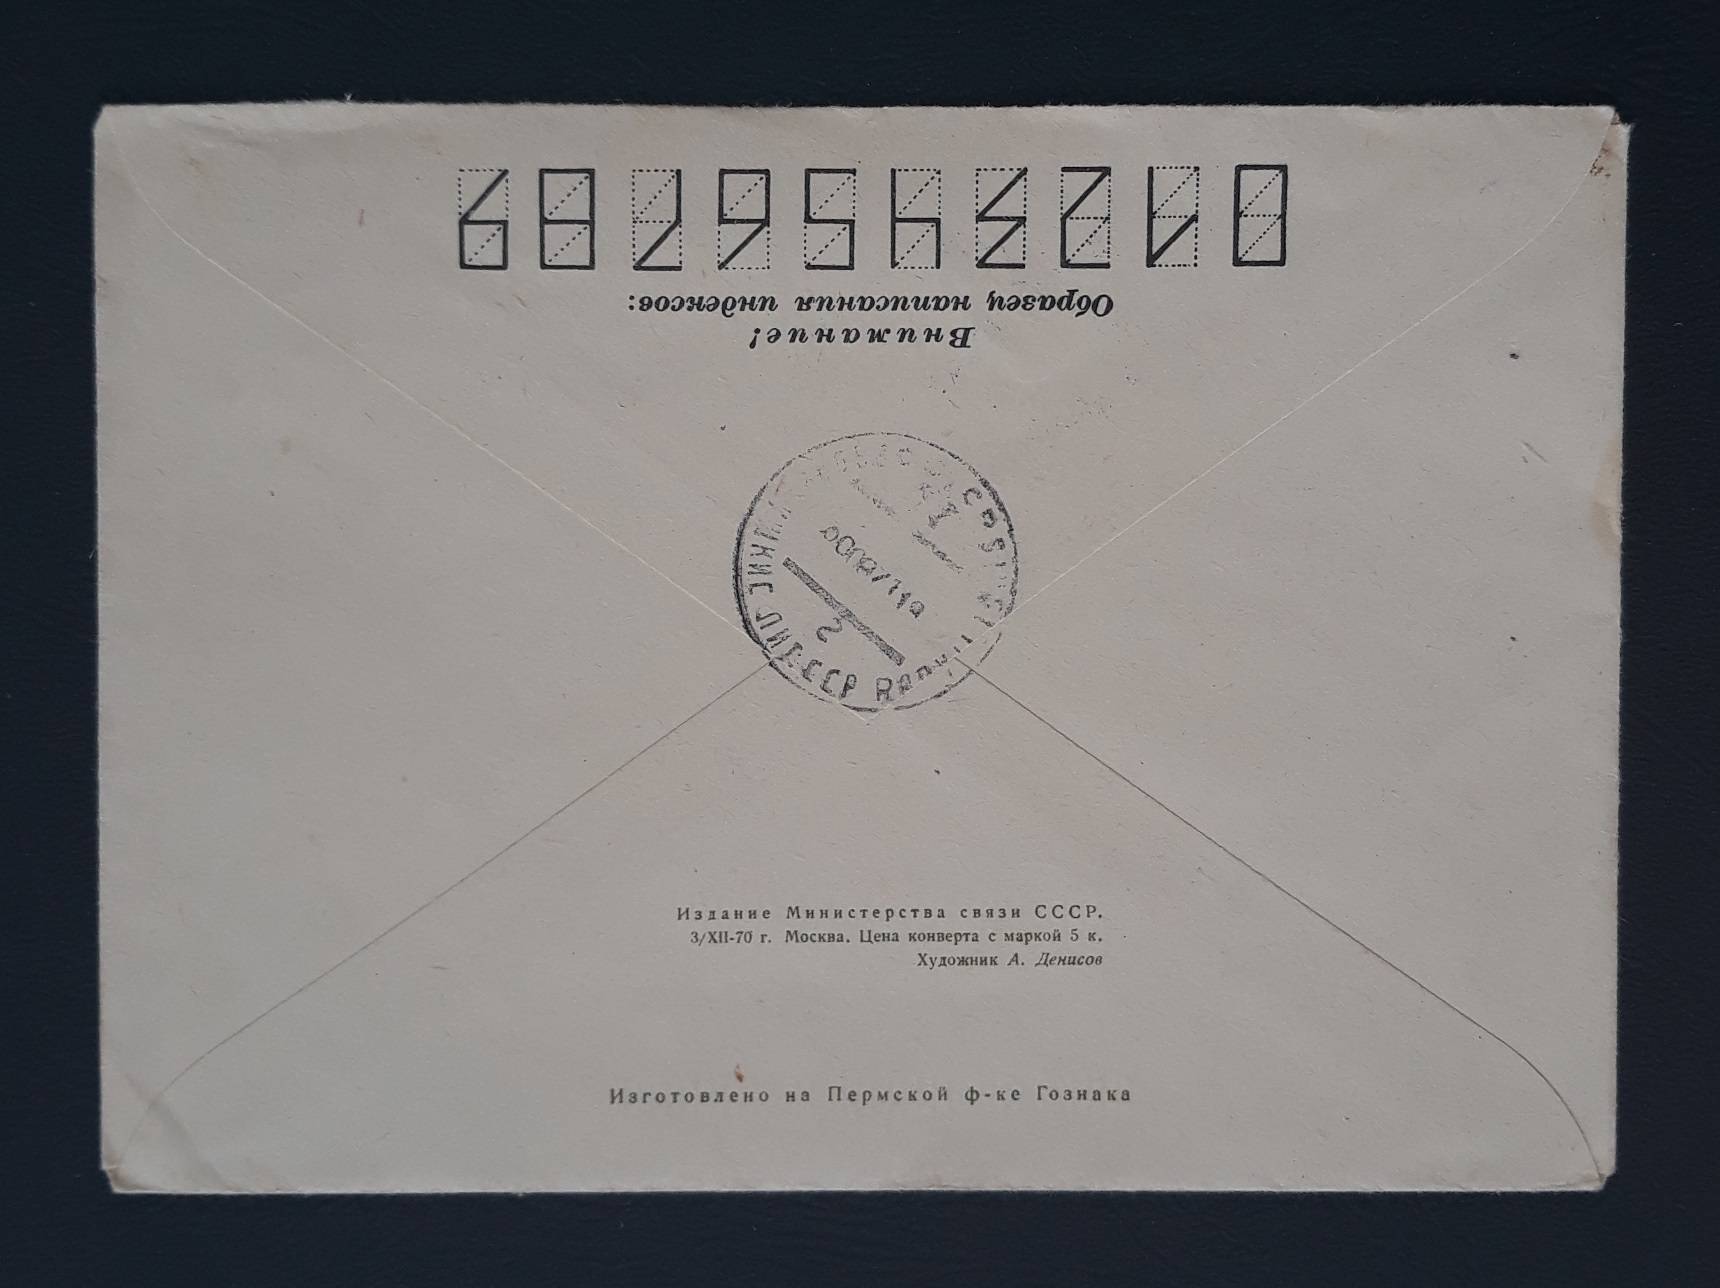 Внимание!
Образец написания индексов:
0123456789
Издание Министерства связи СССР.
3/XII-70 г. Москва. Цена конверта с маркой 5 к.
Художник А. Денисов
Изготовлено на Пермской ф-ке Гознака